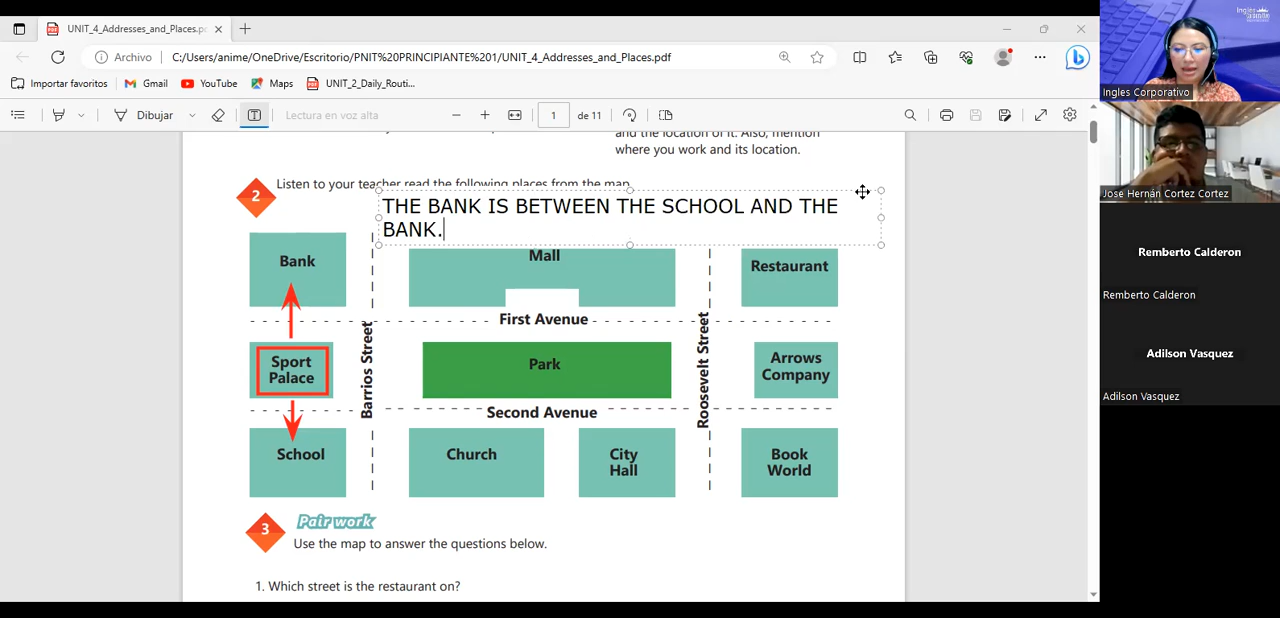 UNIT_4_Addresses_and_Places.p
C:/Users/anime/OneDrive/Escritorio/PNIT%20PRINCIPIANTE%201/UNIT_4_Addresses_and_Places.pdf
Archivo
Importar favoritos
Gmail
YouTube
Maps
UNIT_2_Daily_Routi...
Dibujar
Lectura en voz alta
1
de 11
and the location of it. Also, mention
where you work and its location.
2
Listen to your teacher read the following places from the map.
THE BANK IS BETWEEN THE SCHOOL AND THE
BANK.
Bank
Mall
Restaurant
First Avenue
Sport
Palace
Barrios Street
Park
Roosevelt Street
Arrows
Company
Second Avenue
School
Church
City
Hall
Book
World
3
Pair work
Use the map to answer the questions below.
1. Which street is the restaurant on?
Ingles Corporativo
Jose Hernán Cortez Cortez
Remberto Calderon
Remberto Calderon
Adilson Vasquez
Adilson Vasquez